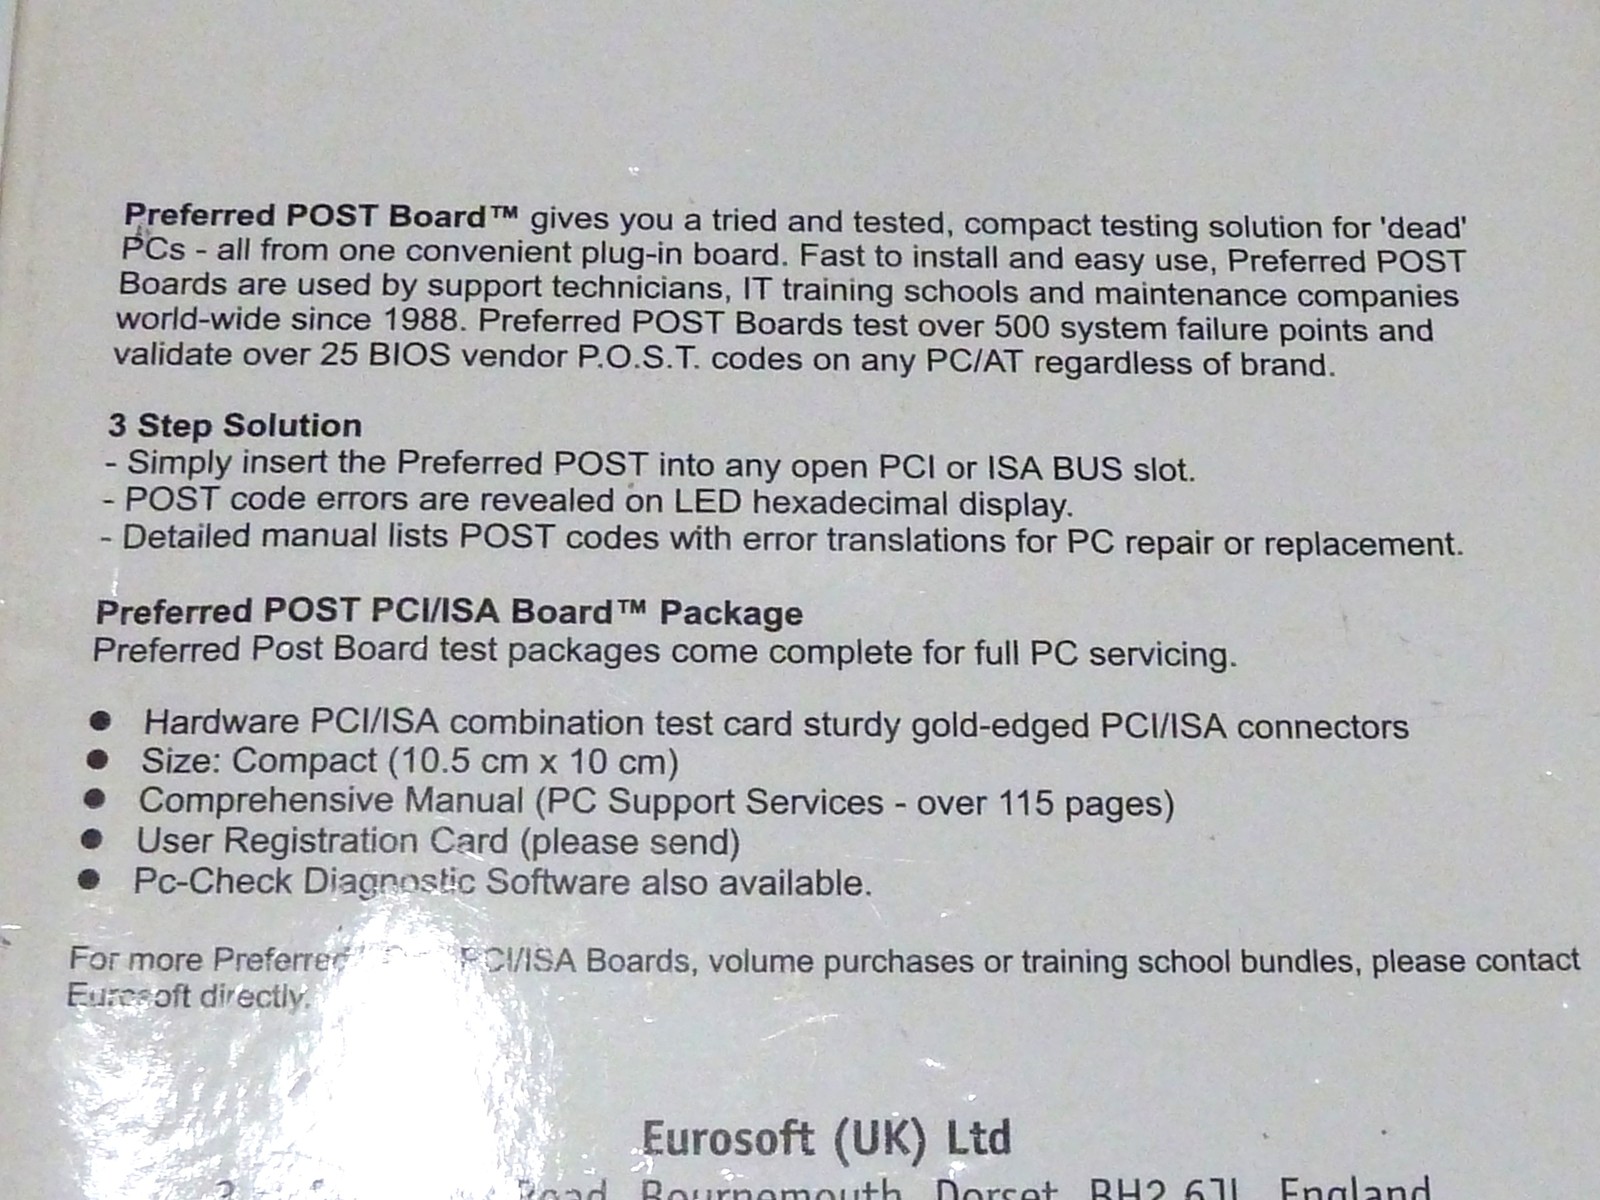 Preferred POST Board™ gives you a tried and tested, compact testing solution for 'dead'
PCs - all from one convenient plug-in board. Fast to install and easy use, Preferred POST
Boards are used by support technicians, IT training schools and maintenance companies
world-wide since 1988. Preferred POST Boards test over 500 system failure points and
validate over 25 BIOS vendor P.O.S.T. codes on any PC/AT regardless of brand.
3 Step Solution
- Simply insert the Preferred POST into any open PCI or ISA BUS slot.
- POST code errors are revealed on LED hexadecimal display.
- Detailed manual lists POST codes with error translations for PC repair or replacement.
Preferred POST PCI/ISA Board™ Package
Preferred Post Board test packages come complete for full PC servicing.
● Hardware PCI/ISA combination test card sturdy gold-edged PCI/ISA connectors
● Size: Compact (10.5 cm x 10 cm)
● Comprehensive Manual (PC Support Services - over 115 pages)
● User Registration Card (please send)
● Pc-Check Diagnostic Software also available.
For more Preferred PCI/ISA Boards, volume purchases or training school bundles, please contact
Eurosoft directly.
Eurosoft (UK) Ltd
Road, Bournemouth, Dorset, BH2 6JL, England